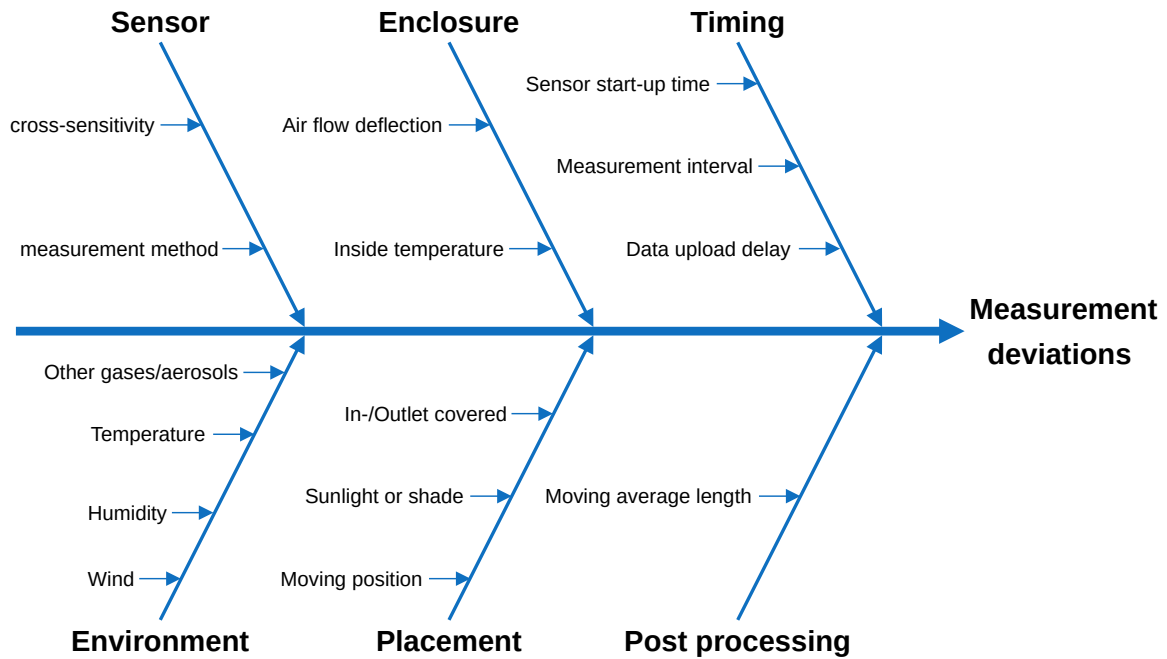 Sensor
Enclosure
Timing
Sensor start-up time
cross-sensitivity
Air flow deflection
Measurement interval
measurement method
Inside temperature
Data upload delay
Measurement
deviations
Other gases/aerosols
In-/Outlet covered
Temperature
Sunlight or shade
Moving average length
Humidity
Wind
Moving position
Environment
Placement
Post processing